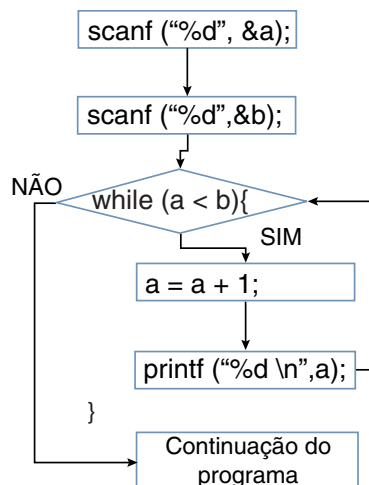 scanf (“%d”, &a);
scanf (“%d”,&b);
NÃO
while (a < b){
SIM
a = a + 1;
printf (“%d \n”,a);
}
Continuação do
programa